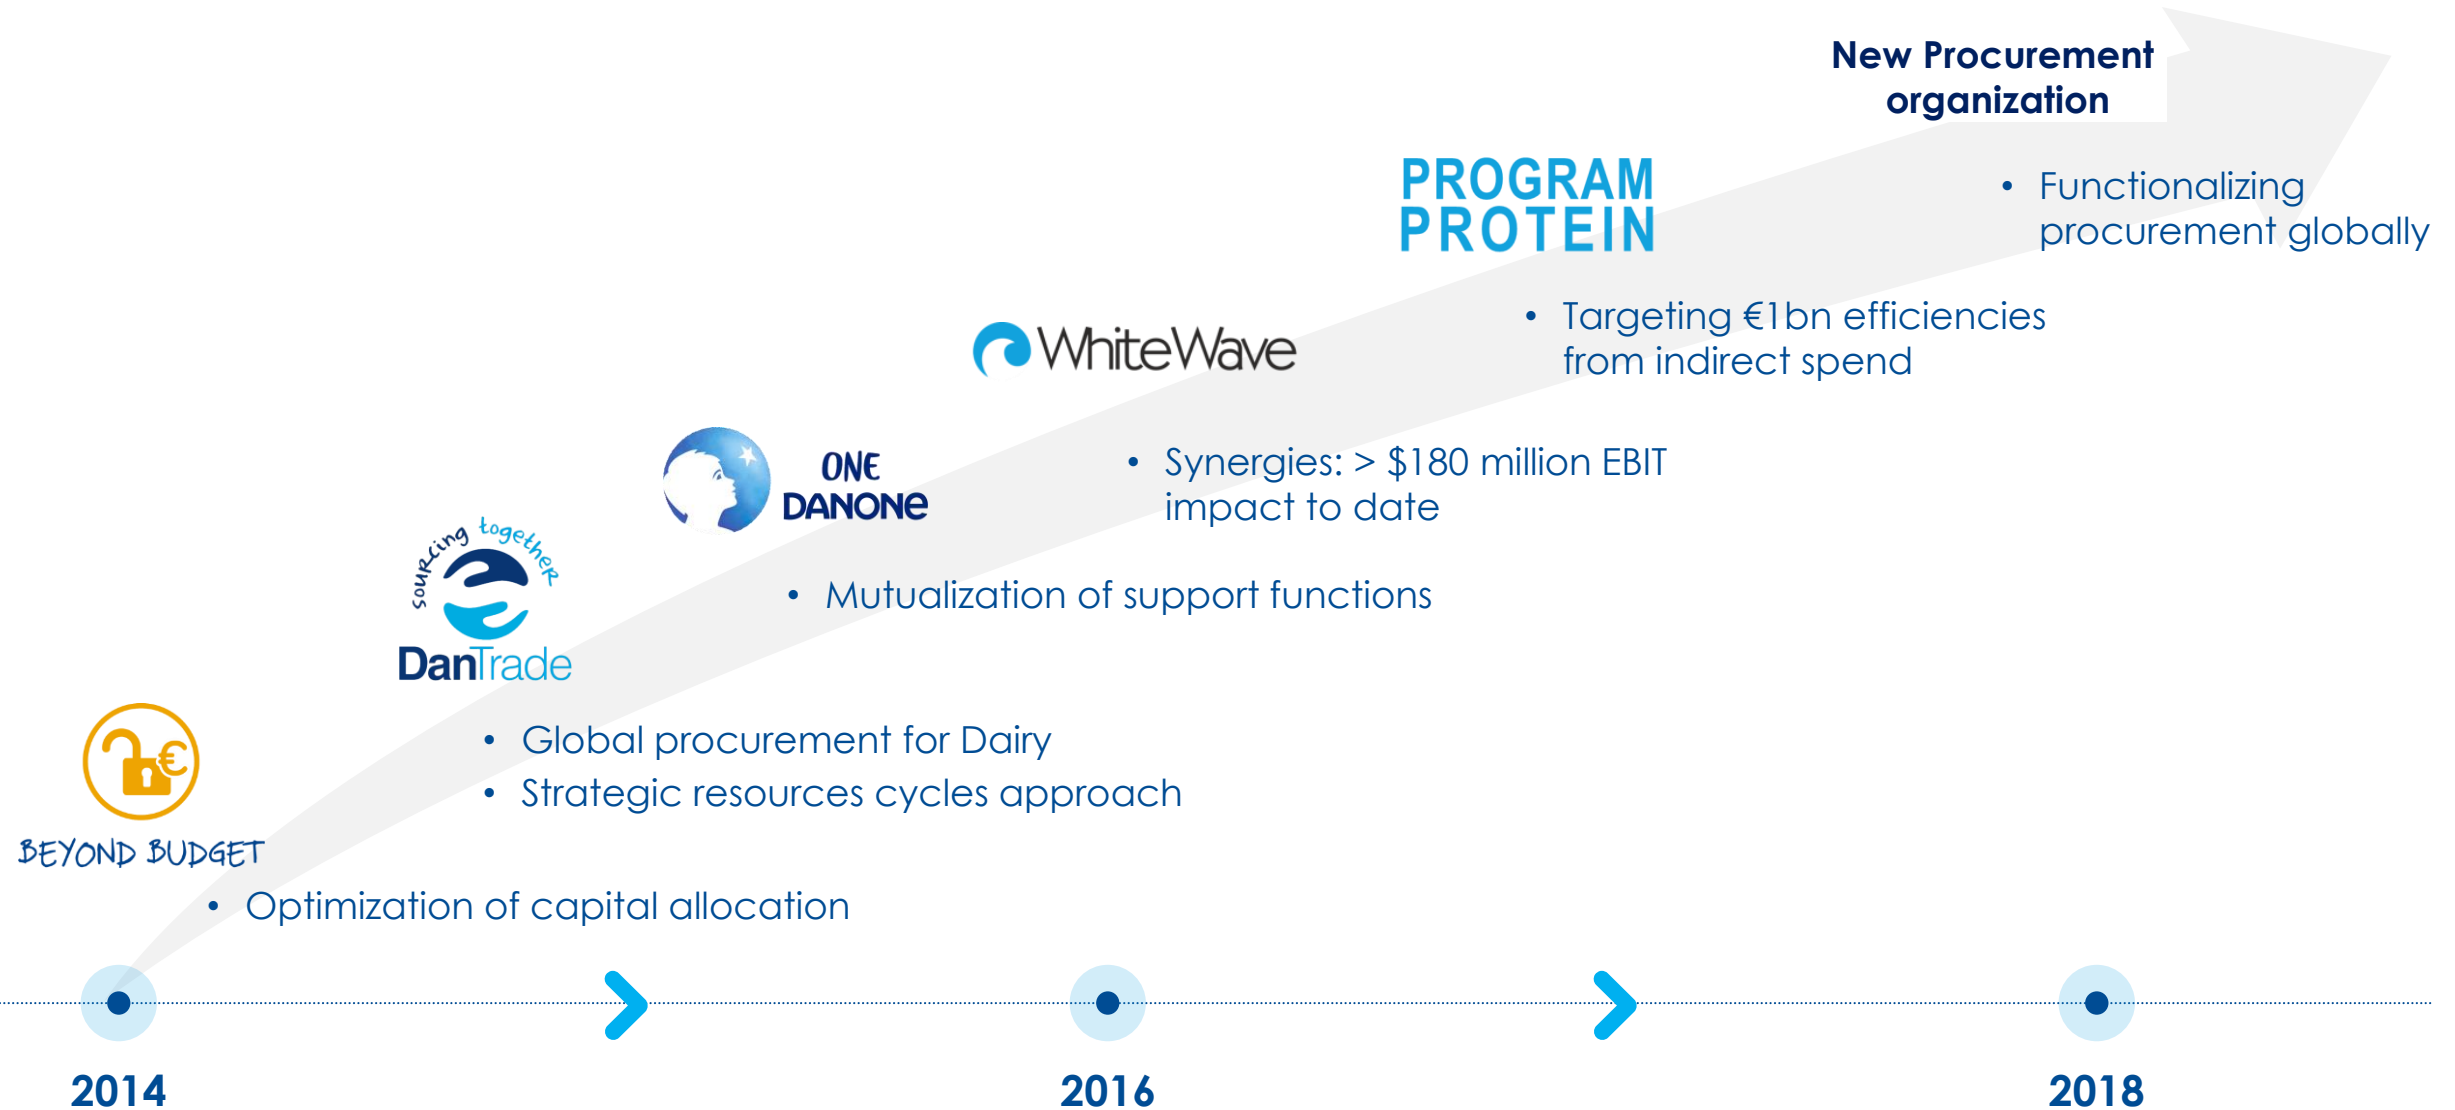 New Procurement
organization
• Functionalizing
procurement globally
PROGRAM
PROTEIN
• Targeting €1bn efficiencies
from indirect spend
WhiteWave
• Synergies: > $180 million EBIT
impact to date
ONE
DANONE
• Mutualization of support functions
sourcing together
DanTrade
• Global procurement for Dairy
• Strategic resources cycles approach
€
BEYOND BUDGET
• Optimization of capital allocation
2014
2016
2018